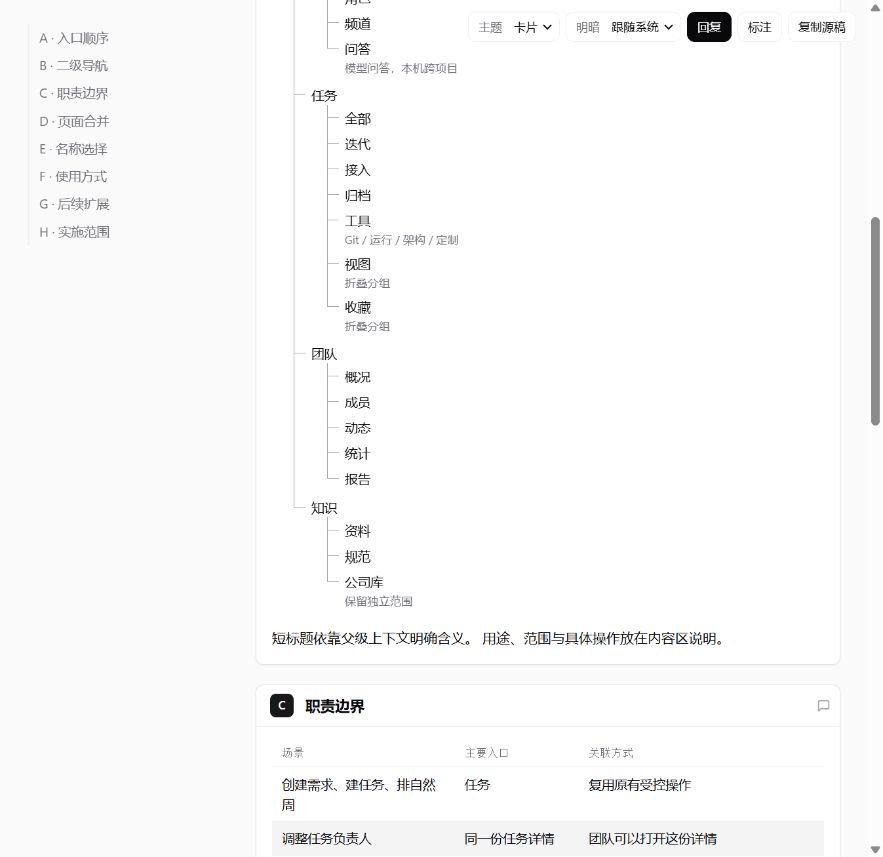 A · 入口顺序
B · 二级导航
C · 职责边界
D · 页面合并
E · 名称选择
F · 使用方式
G · 后续扩展
H · 实施范围
主题 卡片 明暗 跟随系统 回复 标注 复制源稿
频道
问答
模型问答，本机跨项目
任务
全部
迭代
接入
归档
工具
Git / 运行 / 架构 / 定制
视图
折叠分组
收藏
折叠分组
团队
概况
成员
动态
统计
报告
知识
资料
规范
公司库
保留独立范围
短标题依靠父级上下文明确含义。 用途、范围与具体操作放在内容区说明。
C 职责边界
场景 主要入口 关联方式
创建需求、建任务、排自然 任务 复用原有受控操作
周
调整任务负责人 同一份任务详情 团队可以打开这份详情